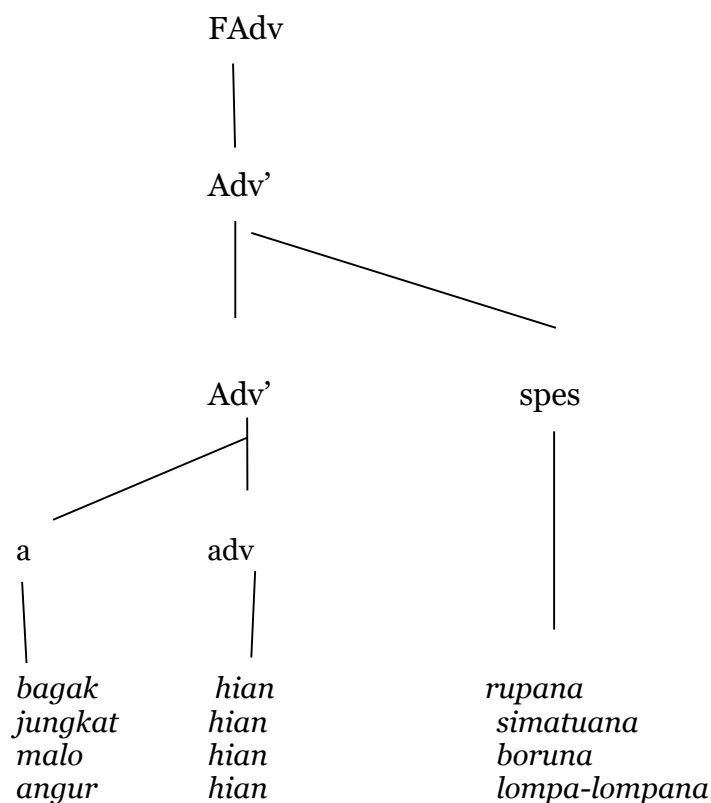 FAdv
Adv’
Adv’ spes
a adv
bagak hian rupana
jungkat hian simatuana
malo hian boruna
angur hian lompa-lompana